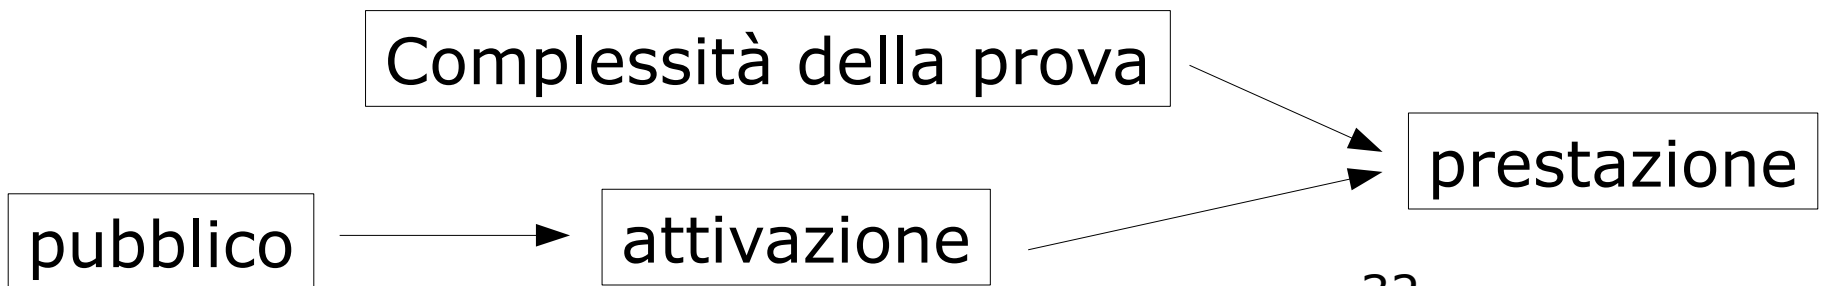 Complessità della prova
prestazione
pubblico
attivazione